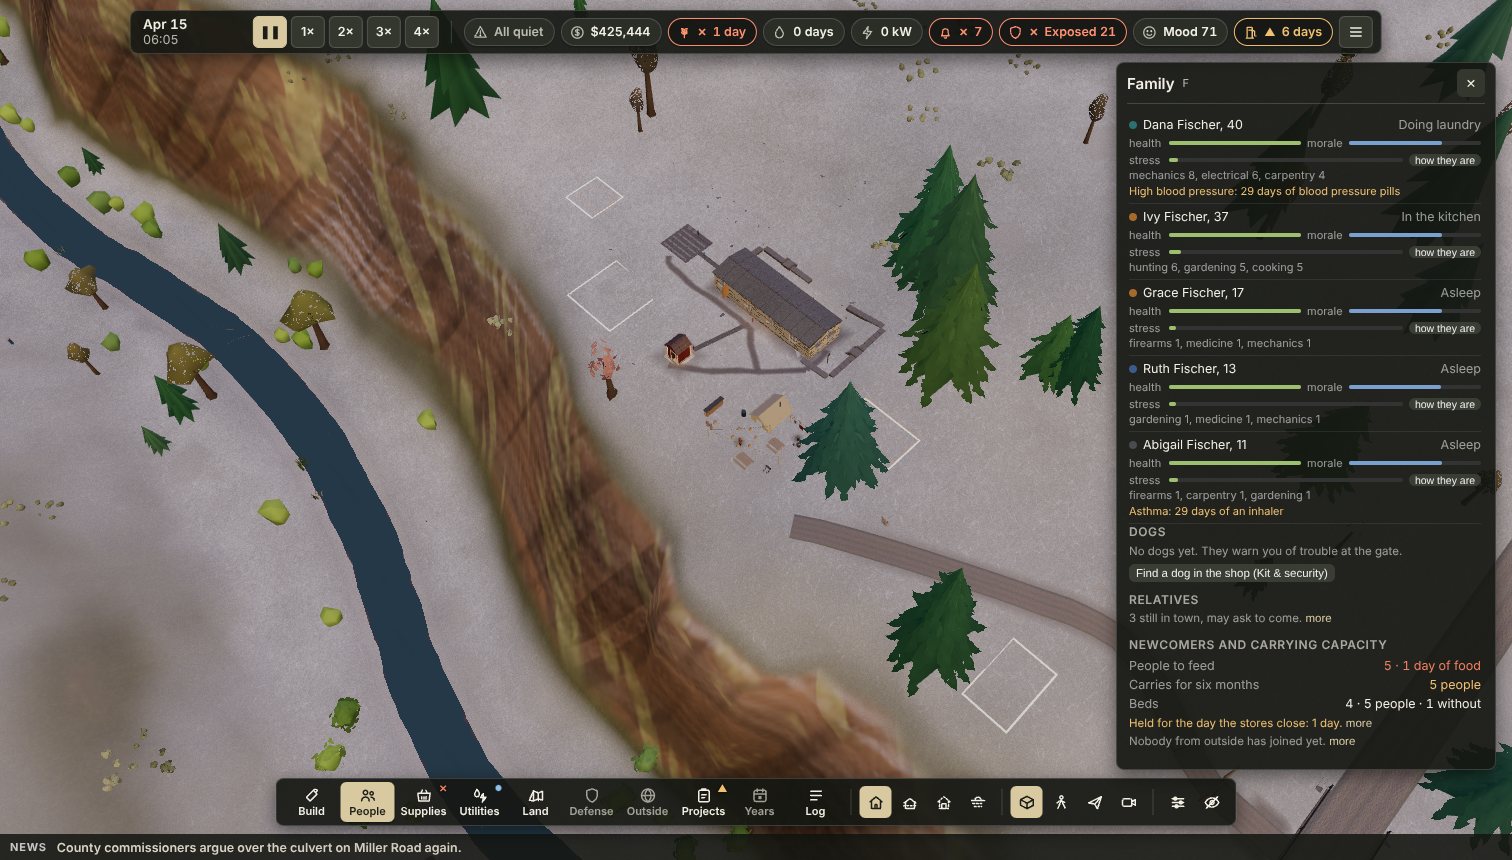 Apr 15
06:05
1×
2×
3×
4×
All quiet
$425,444
× 1 day
0 days
0 kW
× 7
× Exposed 21
Mood 71
6 days
Family F
Dana Fischer, 40 Doing laundry
health morale
stress how they are
mechanics 8, electrical 6, carpentry 4
High blood pressure: 29 days of blood pressure pills
Ivy Fischer, 37 In the kitchen
health morale
stress how they are
hunting 6, gardening 5, cooking 5
Grace Fischer, 17 Asleep
health morale
stress how they are
firearms 1, medicine 1, mechanics 1
Ruth Fischer, 13 Asleep
health morale
stress how they are
gardening 1, medicine 1, mechanics 1
Abigail Fischer, 11 Asleep
health morale
stress how they are
firearms 1, carpentry 1, gardening 1
Asthma: 29 days of an inhaler
DOGS
No dogs yet. They warn you of trouble at the gate.
Find a dog in the shop (Kit & security)
RELATIVES
3 still in town, may ask to come. more
NEWCOMERS AND CARRYING CAPACITY
People to feed 5 · 1 day of food
Carries for six months 5 people
Beds 4 · 5 people · 1 without
Held for the day the stores close: 1 day. more
Nobody from outside has joined yet. more
Build
People
Supplies
Utilities
Land
Defense
Outside
Projects
Years
Log
NEWS County commissioners argue over the culvert on Miller Road again.